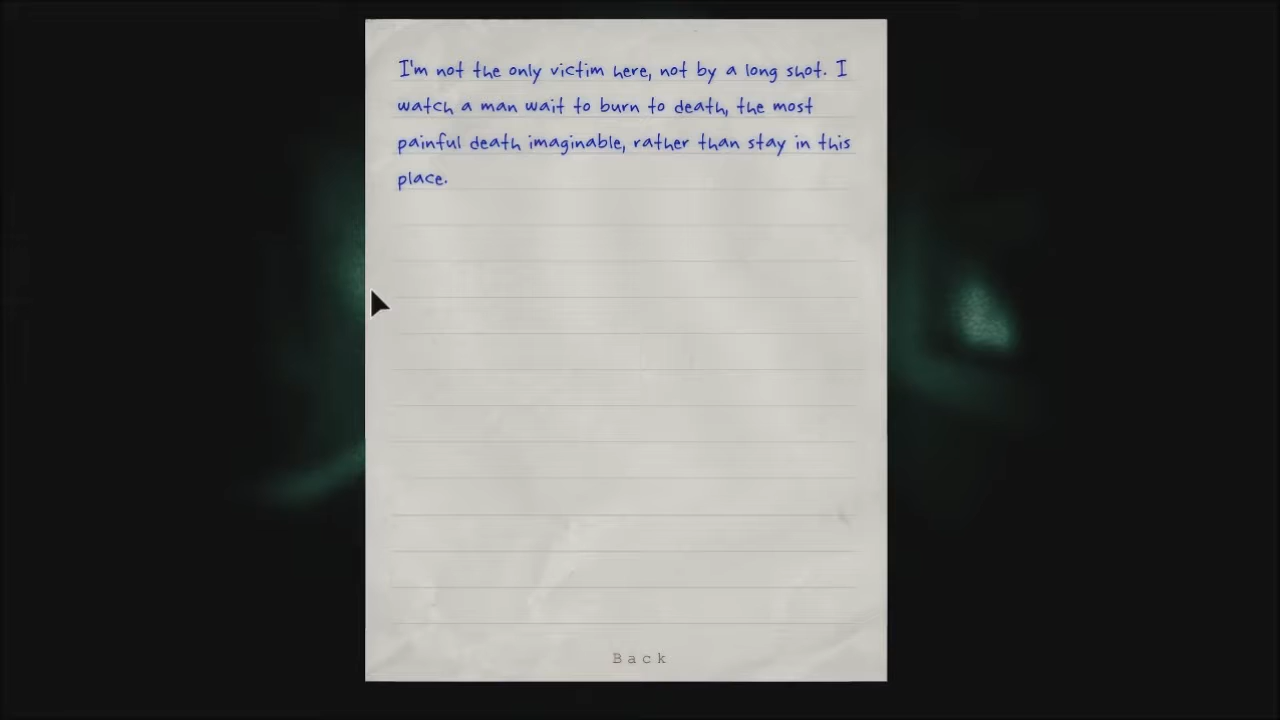 I'm not the only victim here, not by a long shot. I
watch a man wait to burn to death, the most
painful death imaginable, rather than stay in this
place.
Back